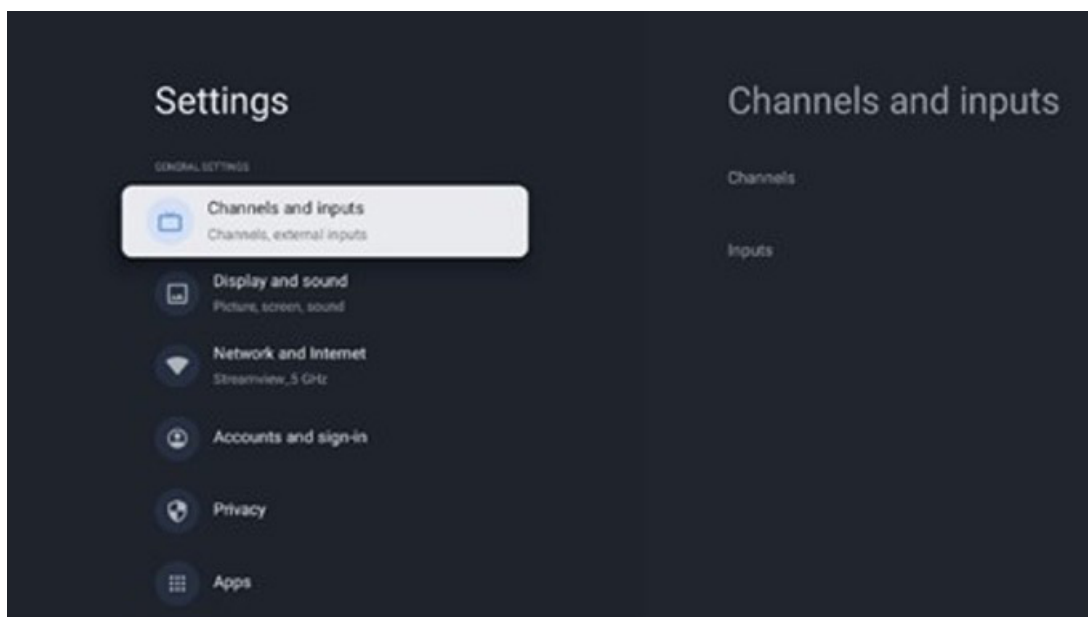 Settings
GENERAL SETTINGS
Channels and inputs
Channels, external inputs
Display and sound
Picture, screen, sound
Network and Internet
Streamview_5 GHz
Accounts and sign-in
Privacy
Apps
Channels and inputs
Channels
Inputs